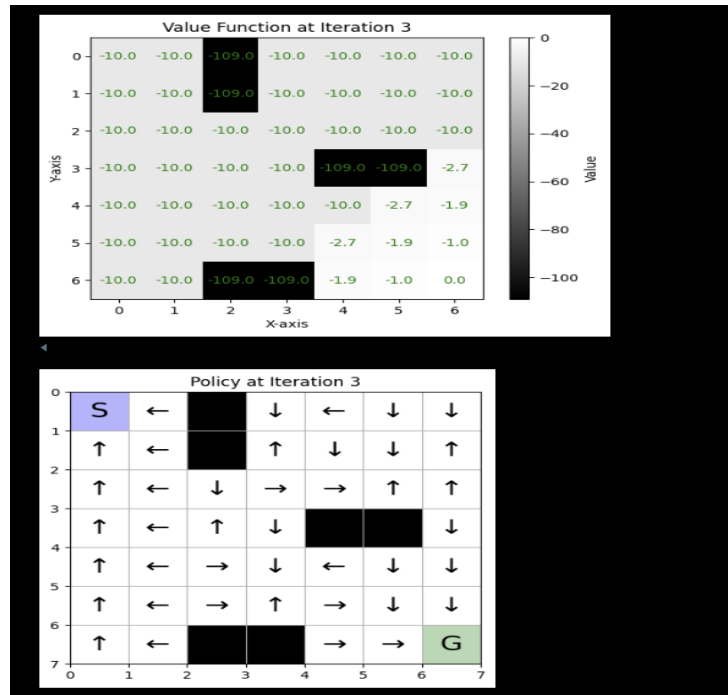 Value Function at Iteration 3
0 -10.0 -10.0 -109.0 -10.0 -10.0 -10.0 -10.0
1 -10.0 -10.0 -109.0 -10.0 -10.0 -10.0 -10.0
2 -10.0 -10.0 -10.0 -10.0 -10.0 -10.0 -10.0
3 -10.0 -10.0 -10.0 -10.0 -109.0 -109.0 -2.7
4 -10.0 -10.0 -10.0 -10.0 -10.0 -2.7 -1.9
5 -10.0 -10.0 -10.0 -10.0 -2.7 -1.9 -1.0
6 -10.0 -10.0 -109.0 -109.0 -1.9 -1.0 0.0
0 1 2 3 4 5 6
X-axis
Y-axis
0
−20
−40
−60
−80
−100
Value
Policy at Iteration 3
0
S ← ↓ ← ↓ ↓
1
↑ ← ↑ ↓ ↓ ↑
2
↑ ← ↓ → → ↑ ↑
3
↑ ← ↑ ↓ ↓
4
↑ ← → ↓ ← ↓ ↓
5
↑ ← → ↑ → ↓ ↓
6
↑ ← → → G
7
0 1 2 3 4 5 6 7